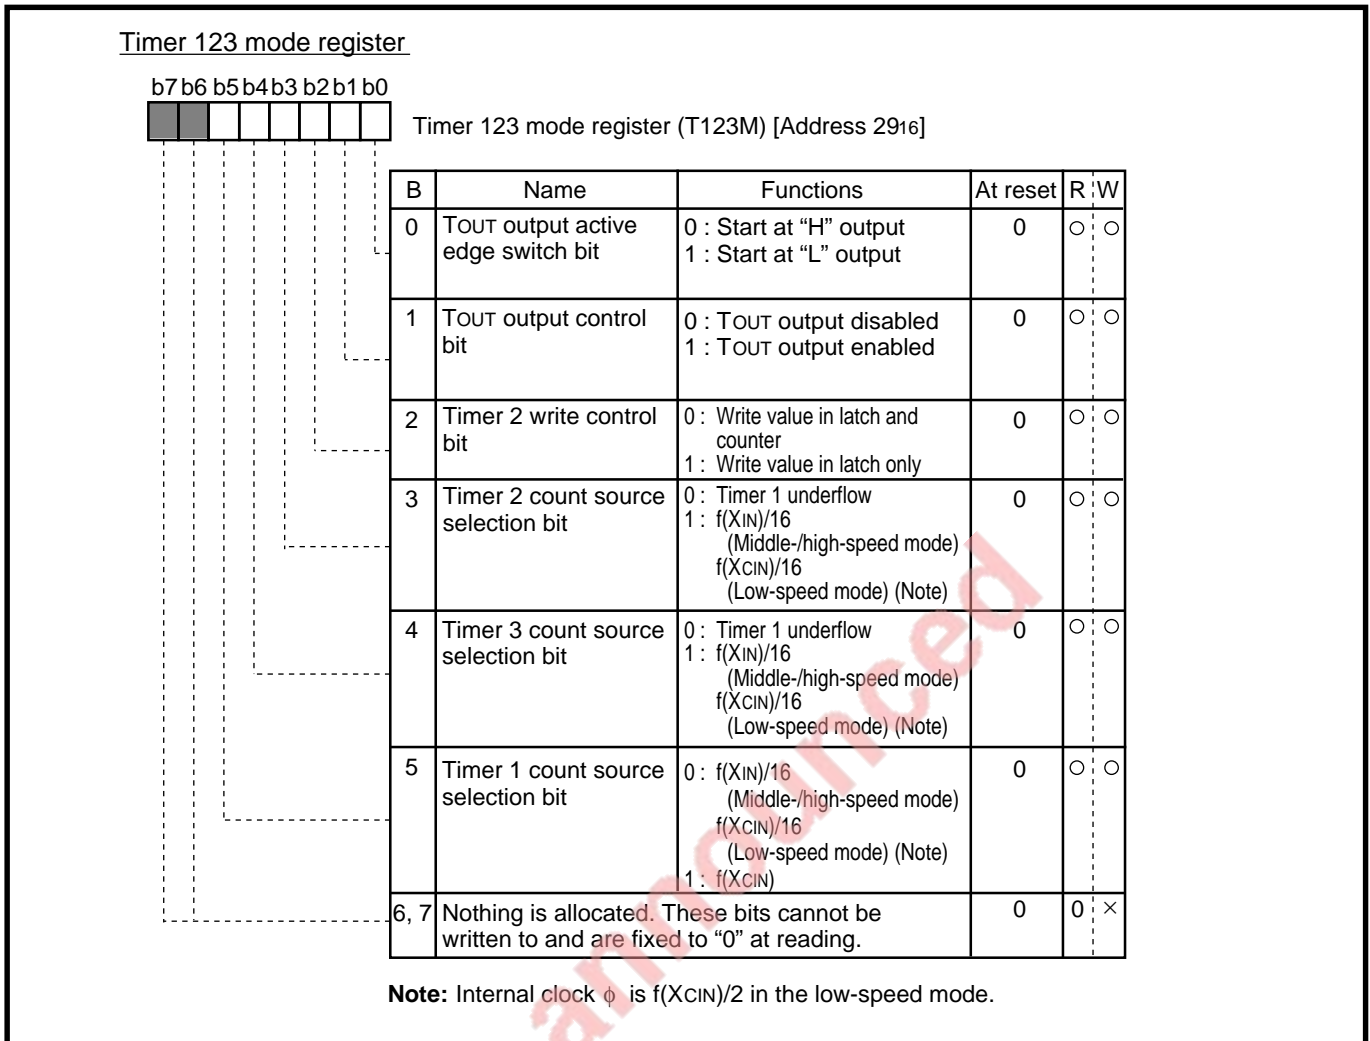 Timer 123 mode register
b7 b6 b5 b4 b3 b2 b1 b0
Timer 123 mode register (T123M) [Address 2916]
B Name Functions At reset R W
0 TOUT output active edge switch bit 0 : Start at “H” output 0 ○ ○
1 : Start at “L” output
1 TOUT output control bit 0 : TOUT output disabled 0 ○ ○
1 : TOUT output enabled
2 Timer 2 write control bit 0 : Write value in latch and 0 ○ ○
counter
1 : Write value in latch only
3 Timer 2 count source selection bit 0 : Timer 1 underflow 0 ○ ○
1 : f(XIN)/16
(Middle-/high-speed mode)
f(XCIN)/16
(Low-speed mode) (Note)
4 Timer 3 count source selection bit 0 : Timer 1 underflow 0 ○ ○
1 : f(XIN)/16
(Middle-/high-speed mode)
f(XCIN)/16
(Low-speed mode) (Note)
5 Timer 1 count source selection bit 0 : f(XIN)/16 0 ○ ○
(Middle-/high-speed mode)
f(XCIN)/16
(Low-speed mode) (Note)
1 : f(XCIN)
6, 7 Nothing is allocated. These bits cannot be 0 0 ×
written to and are fixed to “0” at reading.
Note: Internal clock ϕ is f(XCIN)/2 in the low-speed mode.
announced